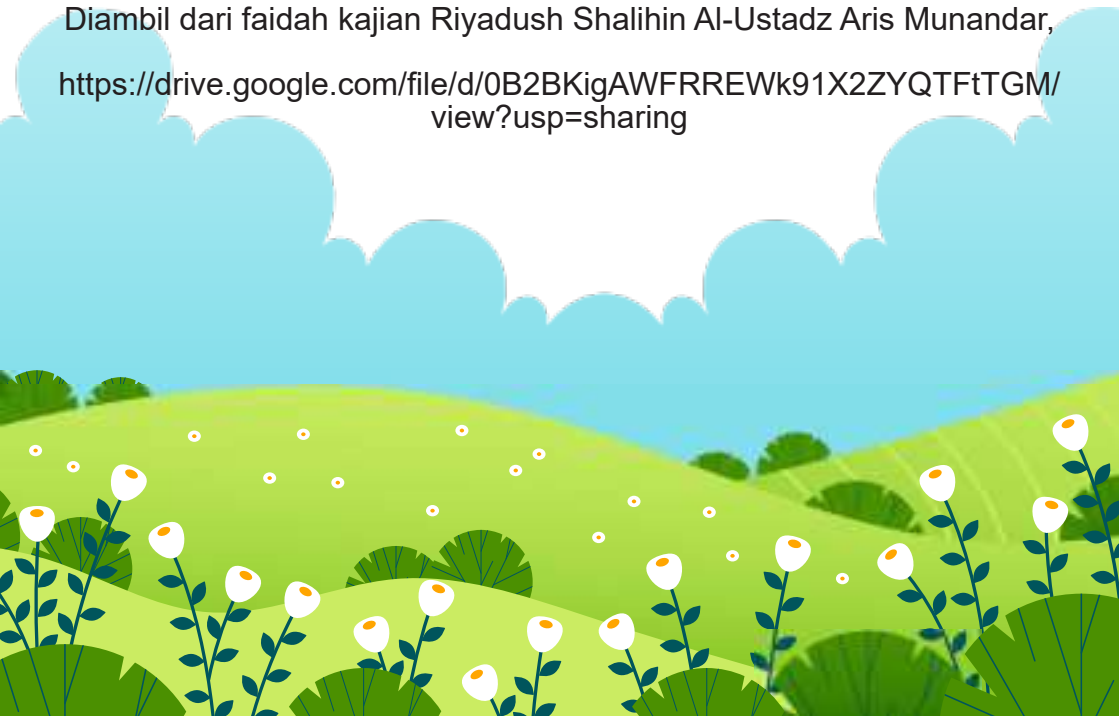 Diambil dari faidah kajian Riyadush Shalihin Al-Ustadz Aris Munandar,
https://drive.google.com/file/d/0B2BKigAWFRREWk91X2ZYQTFtTGM/
view?usp=sharing